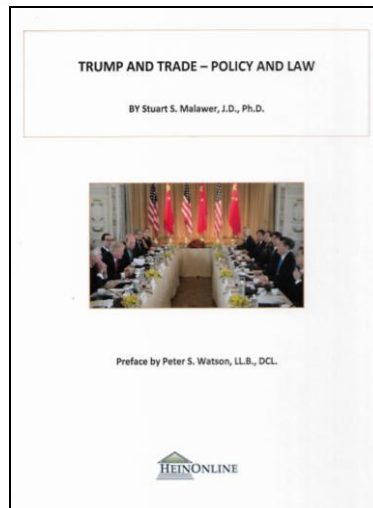 TRUMP AND TRADE – POLICY AND LAW
BY Stuart S. Malawer, J.D., Ph.D.
Preface by Peter S. Watson, LL.B., DCL.
HEINONLINE